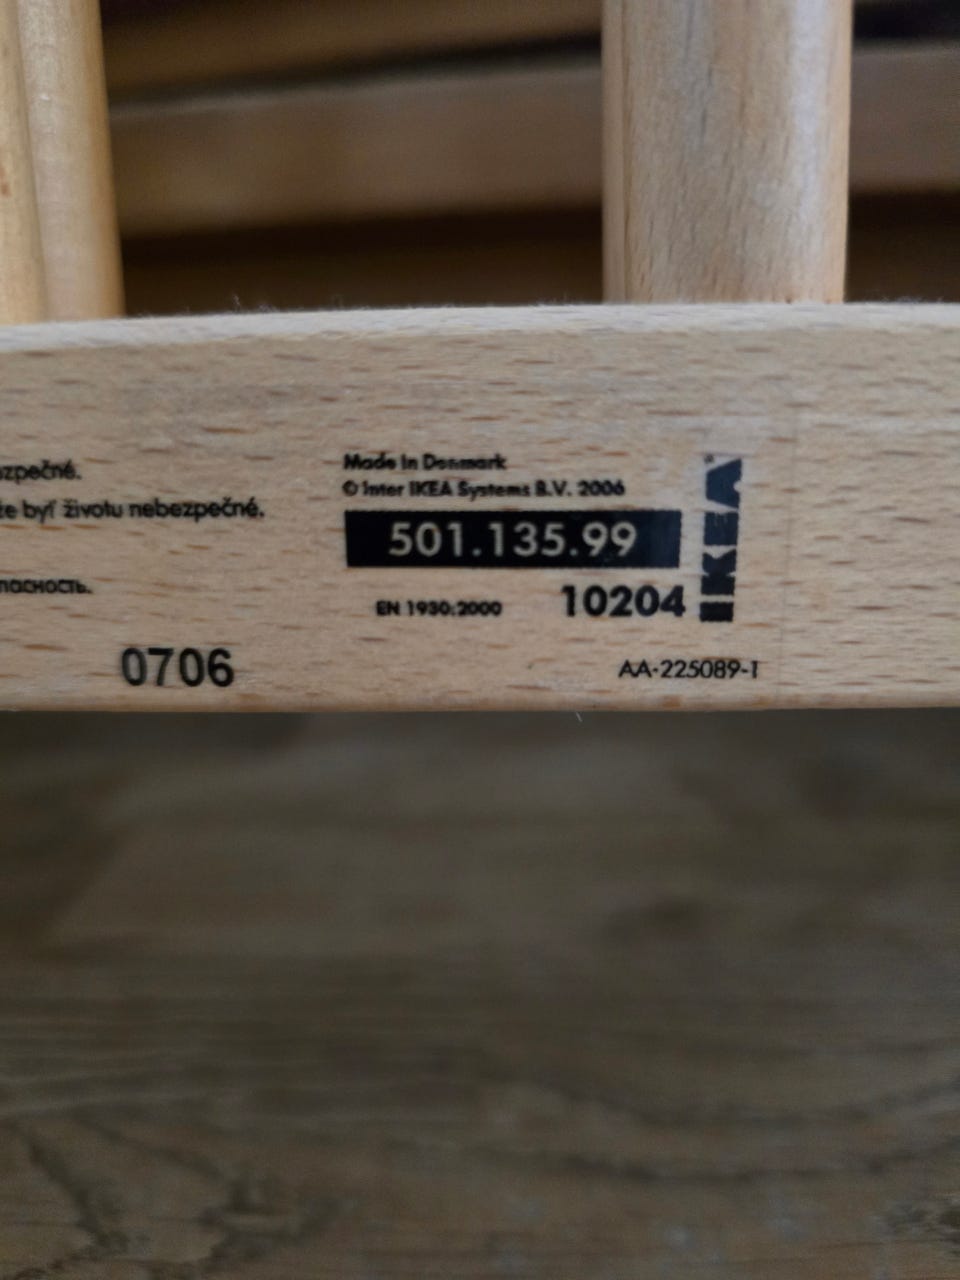 zpečné.
že byť životu nebezpečné.
пасность.
0706
Made in Denmark
© Inter IKEA Systems B.V. 2006
501.135.99
EN 1930:2000
10204
IKEA
AA-225089-1